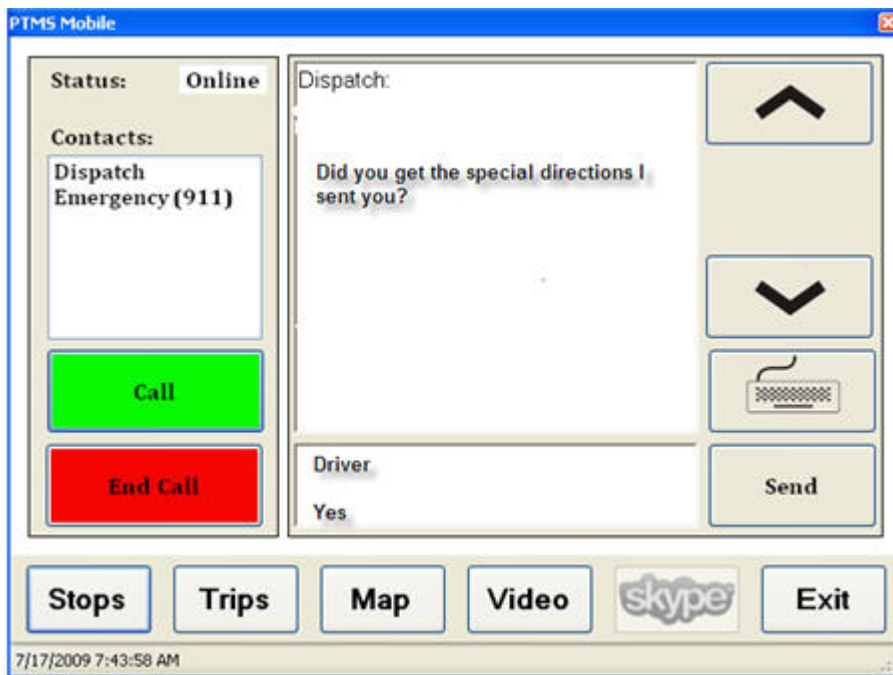 PTMS Mobile
Status: Online
Contacts:
Dispatch
Emergency (911)
Call
End Call
Dispatch:
Did you get the special directions I
sent you?
Driver
Yes
Send
Stops Trips Map Video skype Exit
7/17/2009 7:43:58 AM